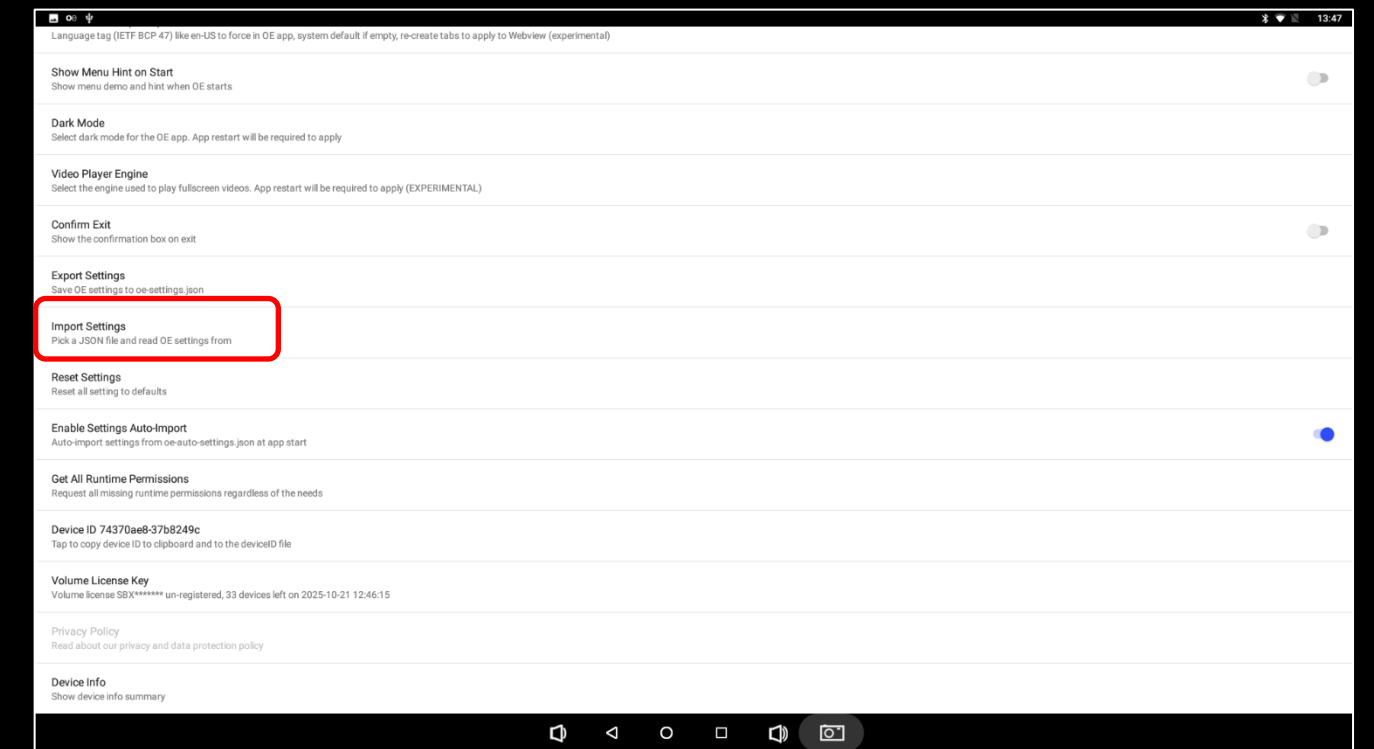 oe 13:47
Language tag (IETF BCP 47) like en-US to force in OE app, system default if empty, re-create tabs to apply to Webview (experimental)
Show Menu Hint on Start
Show menu demo and hint when OE starts
Dark Mode
Select dark mode for the OE app. App restart will be required to apply
Video Player Engine
Select the engine used to play fullscreen videos. App restart will be required to apply (EXPERIMENTAL)
Confirm Exit
Show the confirmation box on exit
Export Settings
Save OE settings to oe-settings.json
Import Settings
Pick a JSON file and read OE settings from
Reset Settings
Reset all setting to defaults
Enable Settings Auto-Import
Auto-import settings from oe-auto-settings.json at app start
Get All Runtime Permissions
Request all missing runtime permissions regardless of the needs
Device ID 74370ae8-37b8249c
Tap to copy device ID to clipboard and to the deviceID file
Volume License Key
Volume license SBX******* un-registered, 33 devices left on 2025-10-21 12:46:15
Privacy Policy
Read about our privacy and data protection policy
Device Info
Show device info summary